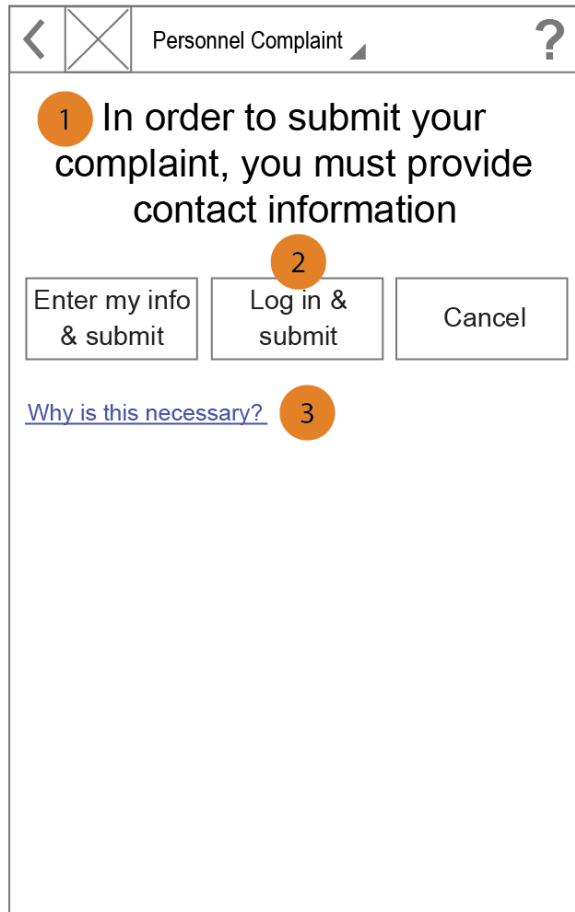 Personnel Complaint
?
1 In order to submit your
complaint, you must provide
contact information
2
Enter my info
& submit
Log in &
submit
Cancel
Why is this necessary? 3